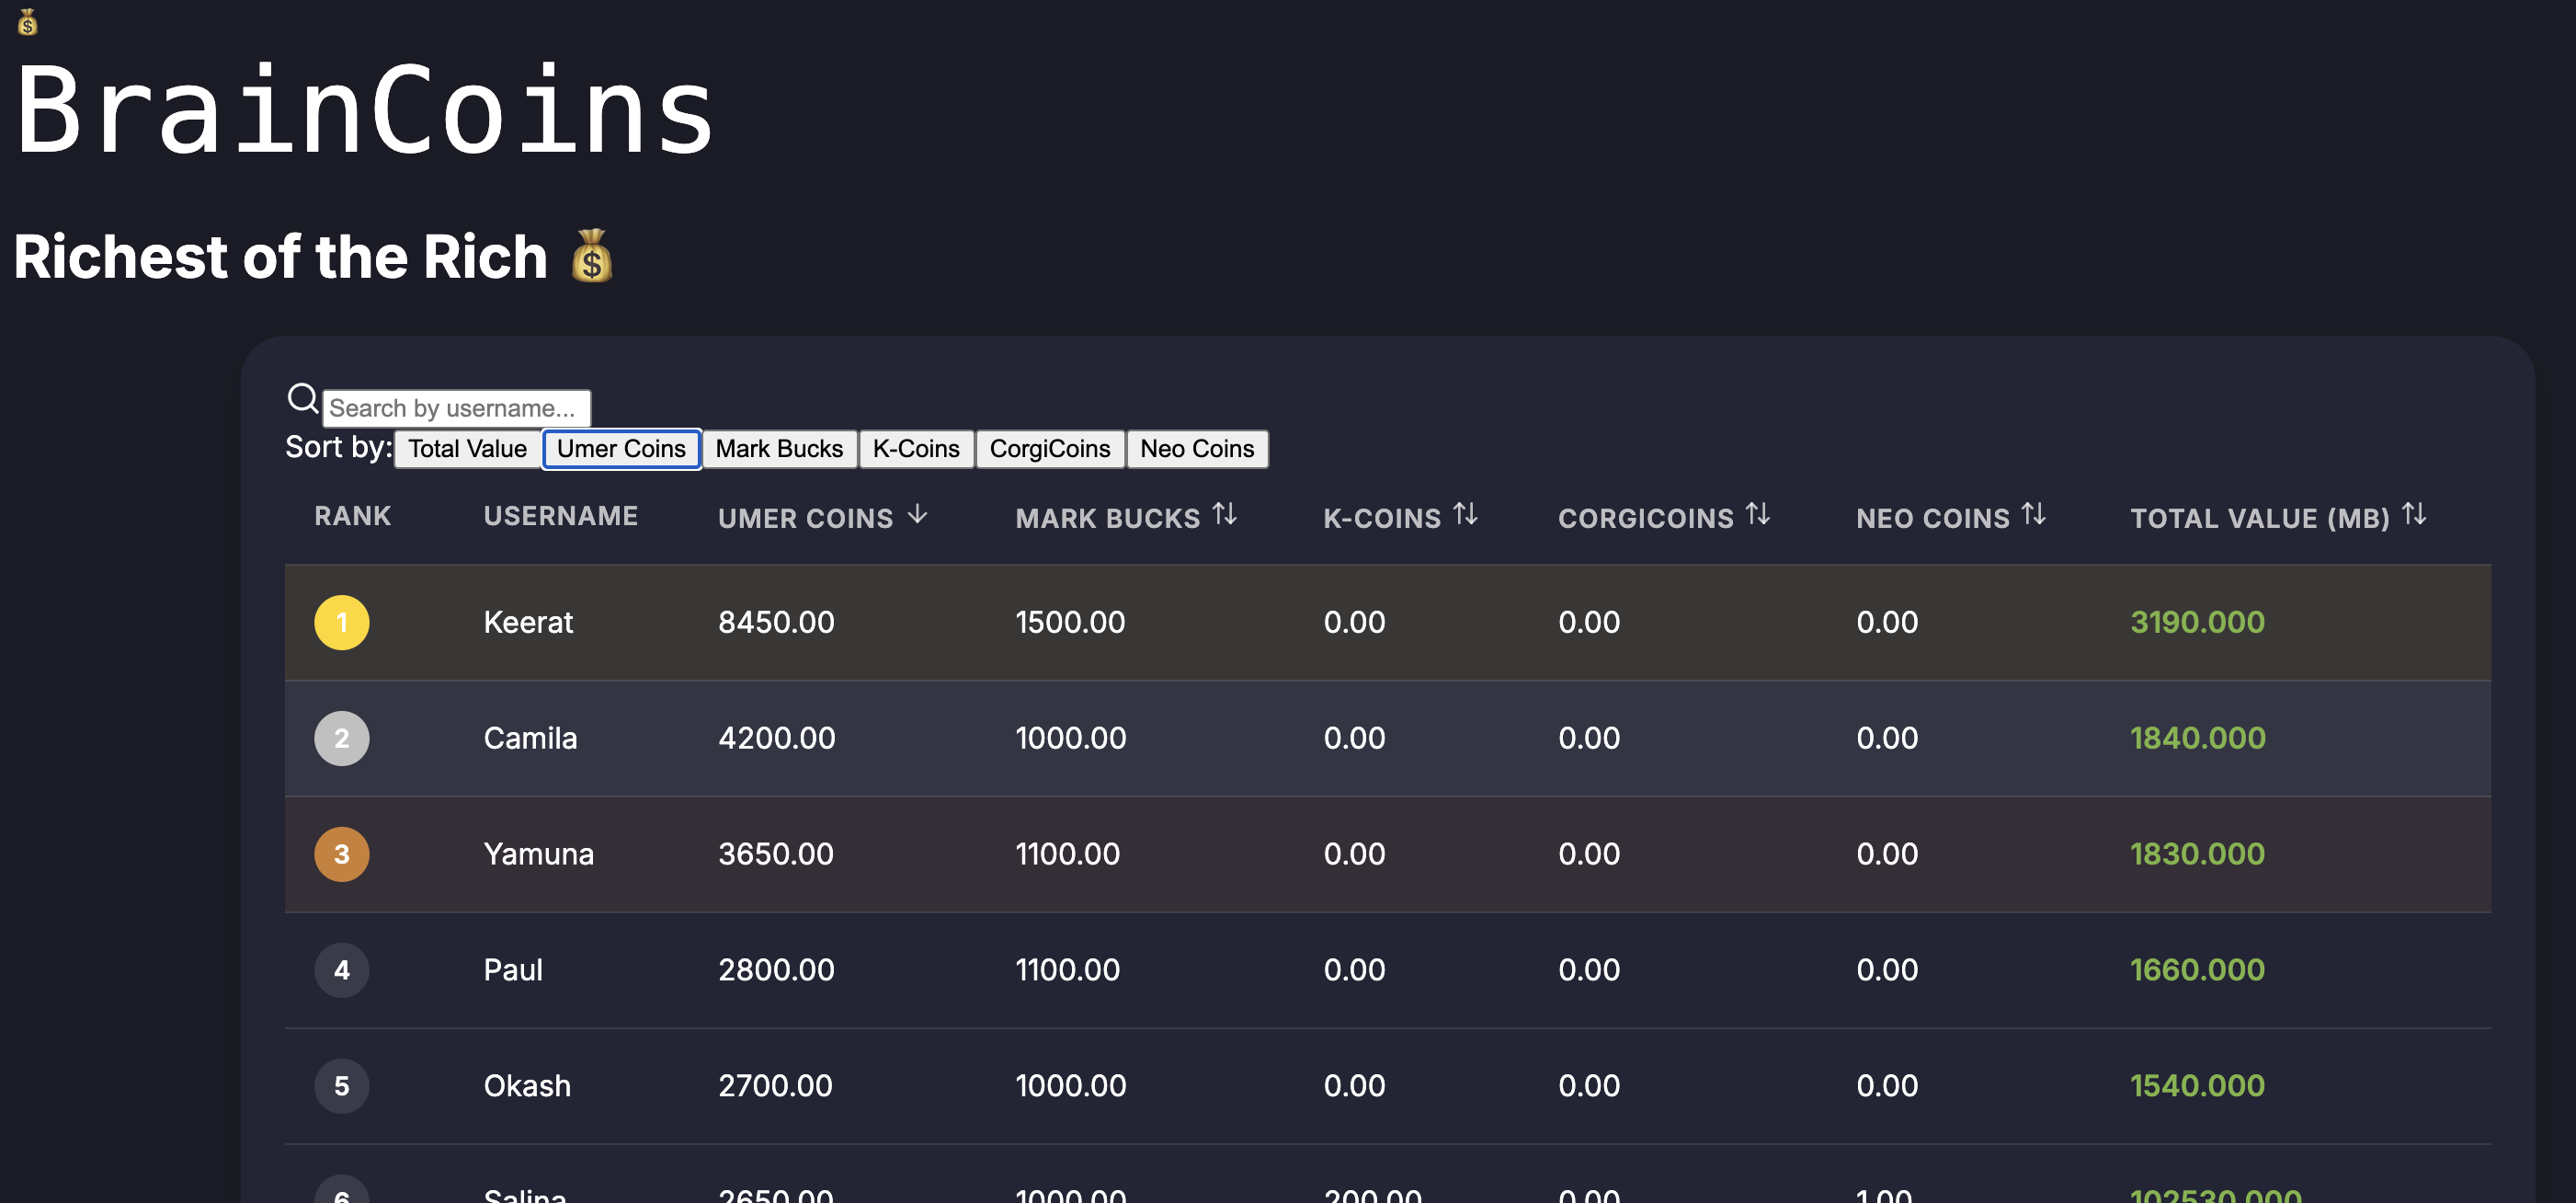 BrainCoins
Richest of the Rich 💰
Search by username...
Sort by: Total Value Umer Coins Mark Bucks K-Coins CorgiCoins Neo Coins
RANK USERNAME UMER COINS ↓ MARK BUCKS ↑↓ K-COINS ↑↓ CORGICOINS ↑↓ NEO COINS ↑↓ TOTAL VALUE (MB) ↑↓
1 Keerat 8450.00 1500.00 0.00 0.00 0.00 3190.000
2 Camila 4200.00 1000.00 0.00 0.00 0.00 1840.000
3 Yamuna 3650.00 1100.00 0.00 0.00 0.00 1830.000
4 Paul 2800.00 1100.00 0.00 0.00 0.00 1660.000
5 Okash 2700.00 1000.00 0.00 0.00 0.00 1540.000
6 Salina 2650.00 1000.00 200.00 0.00 1.00 102530.000